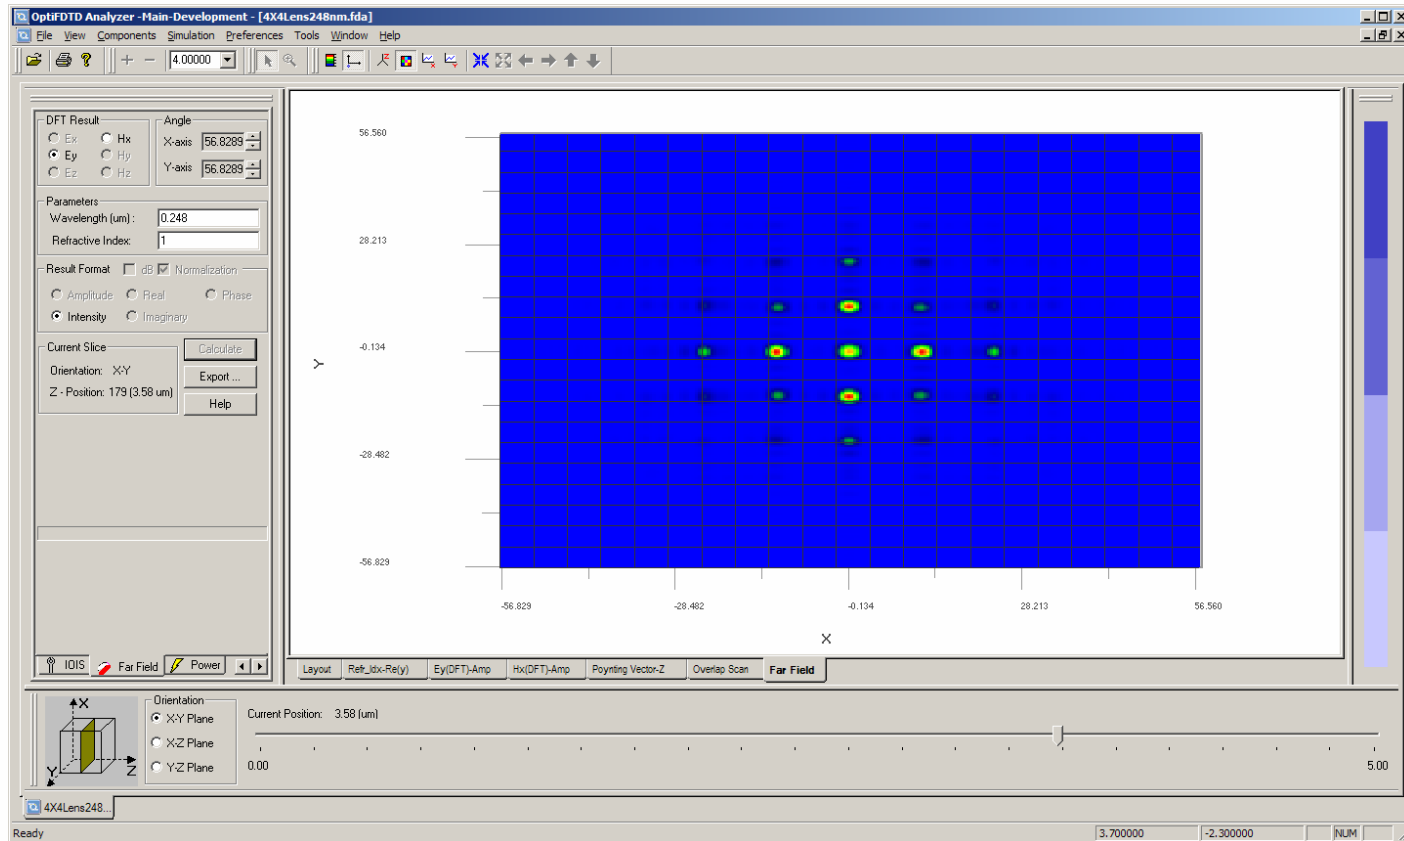 OptiFDTD Analyzer -Main-Development - [4X4Lens248nm.fda]
File View Components Simulation Preferences Tools Window Help
4.00000
DFT Result
Ex Hx
Ey Hy
Ez Hz
Angle
X-axis 56.8289
Y-axis 56.8289
Parameters
Wavelength (um) : 0.248
Refractive Index: 1
Result Format dB Normalization
Amplitude Real Phase
Intensity Imaginary
Current Slice
Orientation: X-Y
Z - Position: 179 (3.58 um)
Calculate
Export ...
Help
56.560
28.213
-0.134
-28.482
-56.829
Y
-56.829 -28.482 -0.134 28.213 56.560
X
IOIS Far Field Power
Layout Refr_Idx-Re(y) Ey(DFT)-Amp Hx(DFT)-Amp Poynting Vector-Z Overlap Scan Far Field
X
Y
Z
Orientation
X-Y Plane
X-Z Plane
Y-Z Plane
Current Position: 3.58 (um)
0.00 5.00
4X4Lens248...
Ready 3.700000 -2.300000 NUM